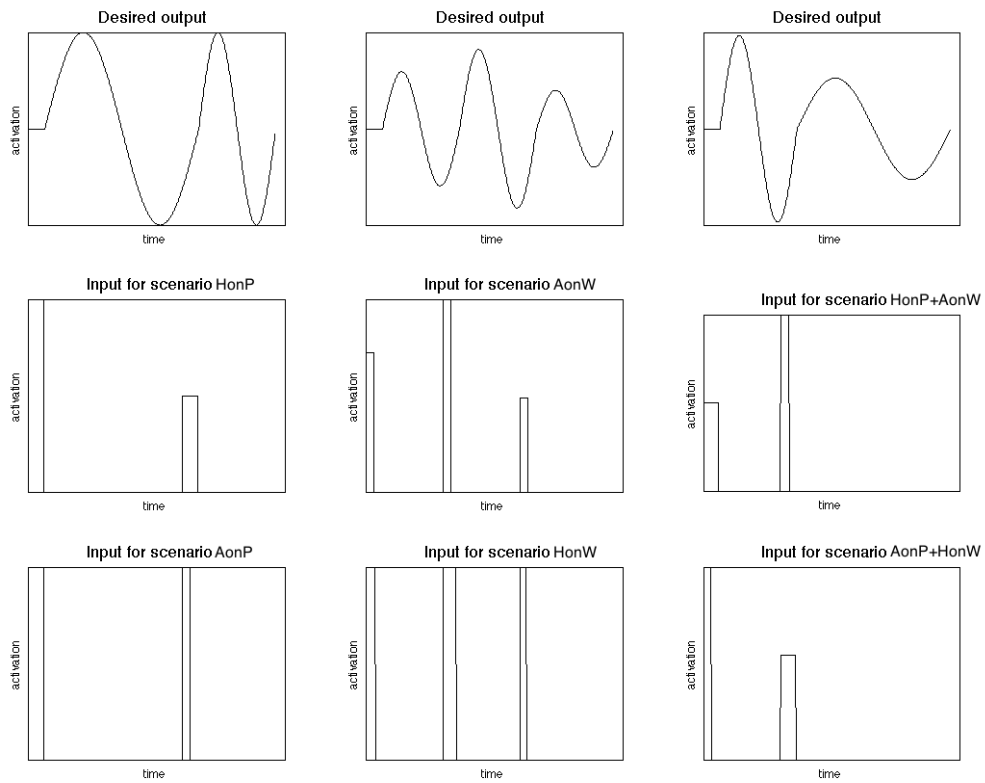 Desired output
Desired output
Desired output
activation
activation
activation
time
time
time
Input for scenario HonP
Input for scenario AonW
Input for scenario HonP+AonW
activation
activation
activation
time
time
time
Input for scenario AonP
Input for scenario HonW
Input for scenario AonP+HonW
activation
activation
activation
time
time
time